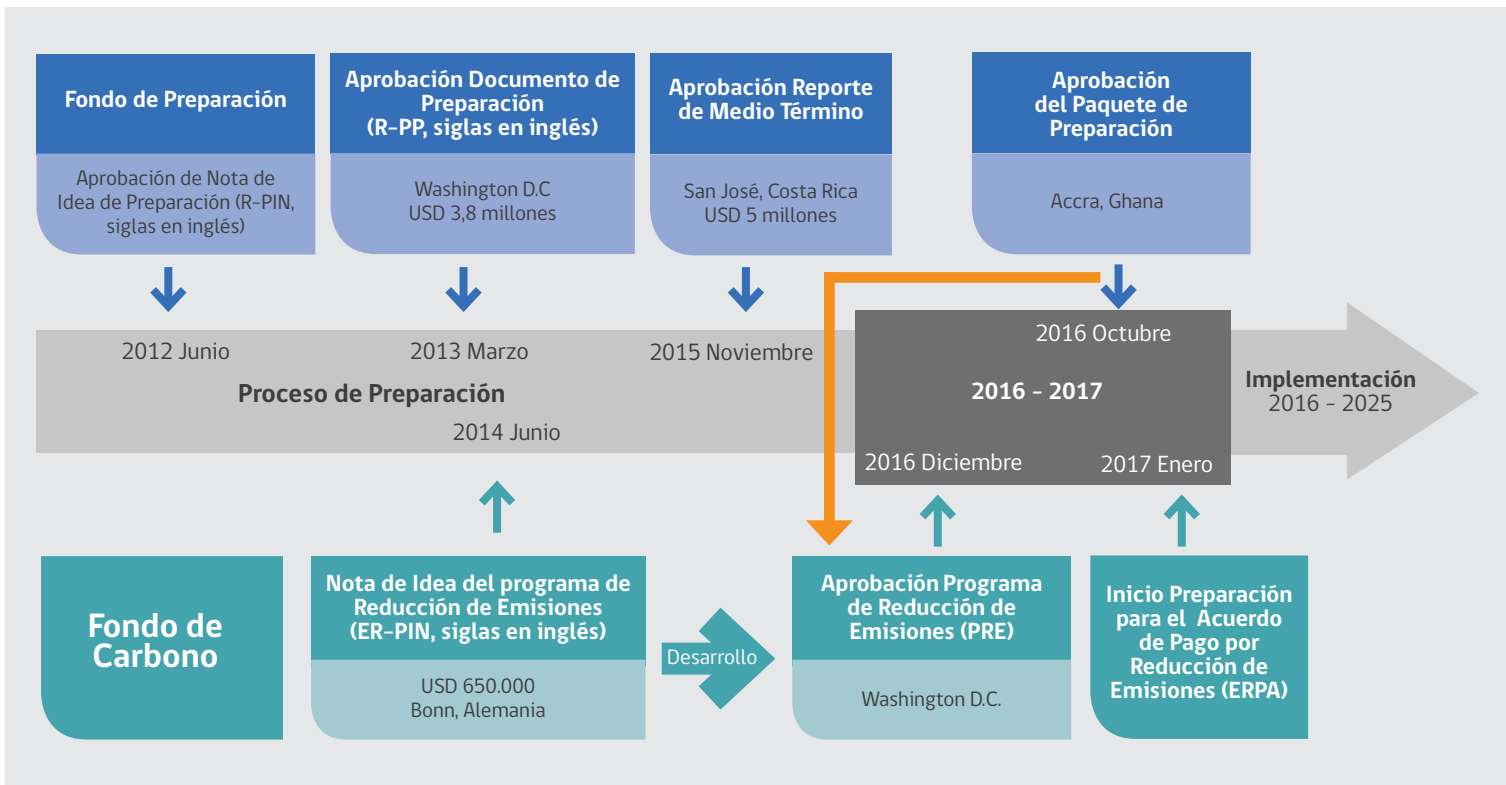 Fondo de Preparación
Aprobación de Nota de
Idea de Preparación (R-PIN,
siglas en inglés)
Aprobación Documento de
Preparación
(R-PP, siglas en inglés)
Washington D.C
USD 3,8 millones
Aprobación Reporte
de Medio Término
San José, Costa Rica
USD 5 millones
Aprobación
del Paquete de
Preparación
Accra, Ghana
2012 Junio
2013 Marzo
2015 Noviembre
2016 Octubre
Proceso de Preparación
2016 - 2017
Implementación
2016 - 2025
2014 Junio
2016 Diciembre
2017 Enero
Fondo de
Carbono
Nota de Idea del programa de
Reducción de Emisiones
(ER-PIN, siglas en inglés)
USD 650.000
Bonn, Alemania
Desarrollo
Aprobación Programa
de Reducción de
Emisiones (PRE)
Washington D.C.
Inicio Preparación
para el Acuerdo
de Pago por
Reducción de
Emisiones (ERPA)